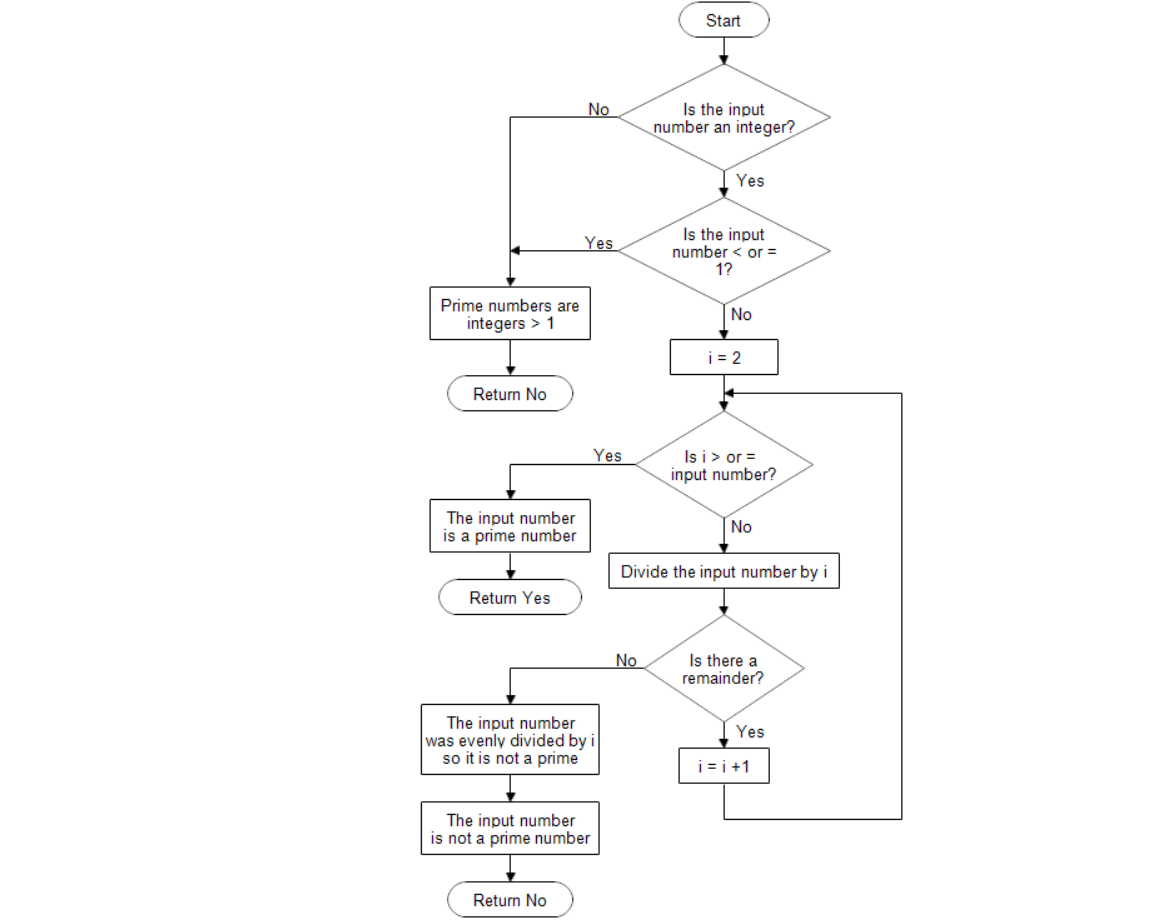 Start
Is the input
number an integer?
No
Yes
Is the input
number < or =
1?
Yes
No
Prime numbers are
integers > 1
Return No
i = 2
Is i > or =
input number?
Yes
No
The input number
is a prime number
Return Yes
Divide the input number by i
Is there a
remainder?
No
Yes
The input number
was evenly divided by i
so it is not a prime
i = i +1
The input number
is not a prime number
Return No